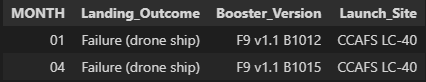 MONTH Landing_Outcome Booster_Version Launch_Site
01 Failure (drone ship) F9 v1.1 B1012 CCAFS LC-40
04 Failure (drone ship) F9 v1.1 B1015 CCAFS LC-40